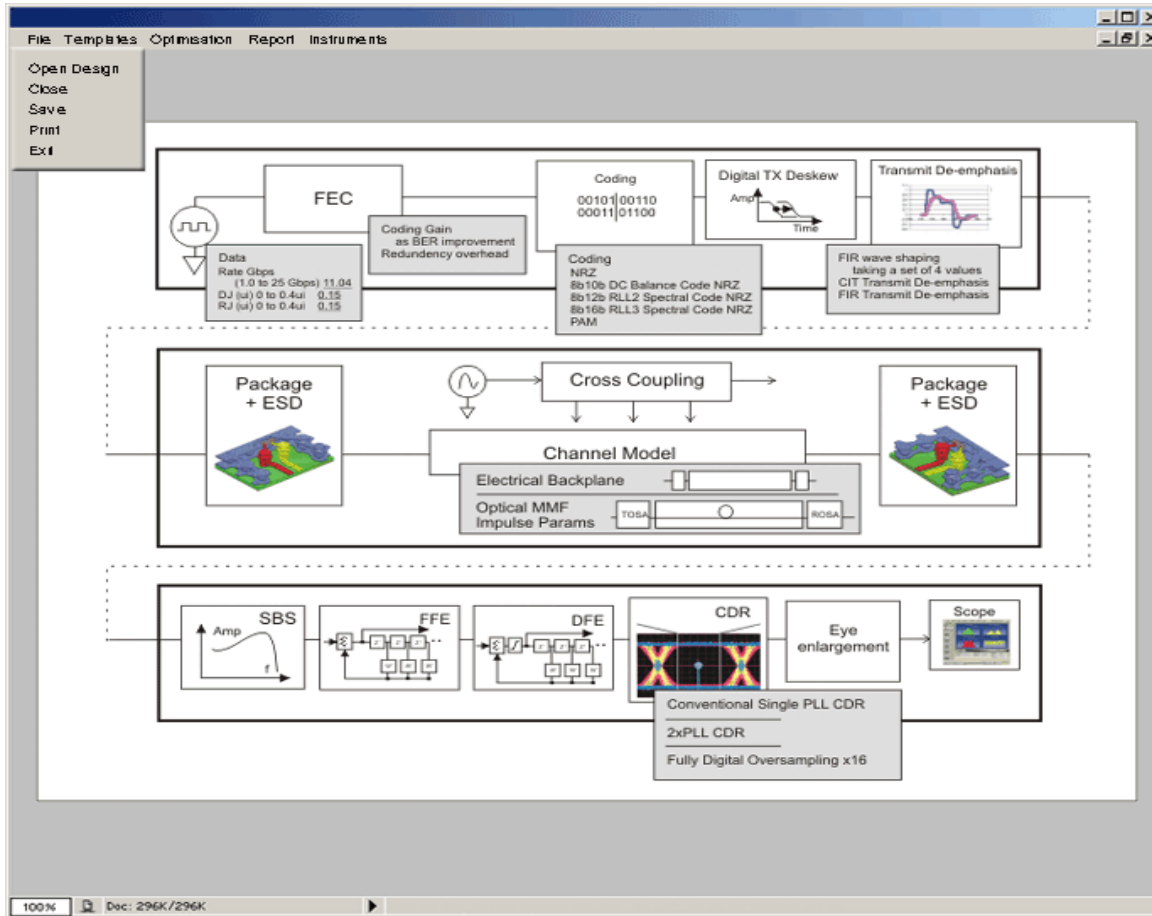 File Templates Optimisation Report Instruments
Open Design
Close
Save
Print
Exit
FEC
Coding
00101 00110
00011 01100
Digital TX Deskew
Amp
Time
Transmit De-emphasis
Coding Gain
as BER improvement
Redundancy overhead
Data
Rate Gbps
(1.0 to 25 Gbps) 11.04
DJ (ui) 0 to 0.4ui 0.15
RJ (ui) 0 to 0.4ui 0.15
Coding
NRZ
8b10b DC Balance Code NRZ
8b12b RLL2 Spectral Code NRZ
8b16b RLL3 Spectral Code NRZ
PAM
FIR wave shaping
taking a set of 4 values
CIT Transmit De-emphasis
FIR Transmit De-emphasis
Package
+ ESD
Cross Coupling
Channel Model
Electrical Backplane
Optical MMF
Impulse Params
TOSA
ROSA
Package
+ ESD
SBS
Amp
f
FFE
DFE
CDR
Eye
enlargement
Scope
Conventional Single PLL CDR
2xPLL CDR
Fully Digital Oversampling x16
100% Doc: 296K/296K